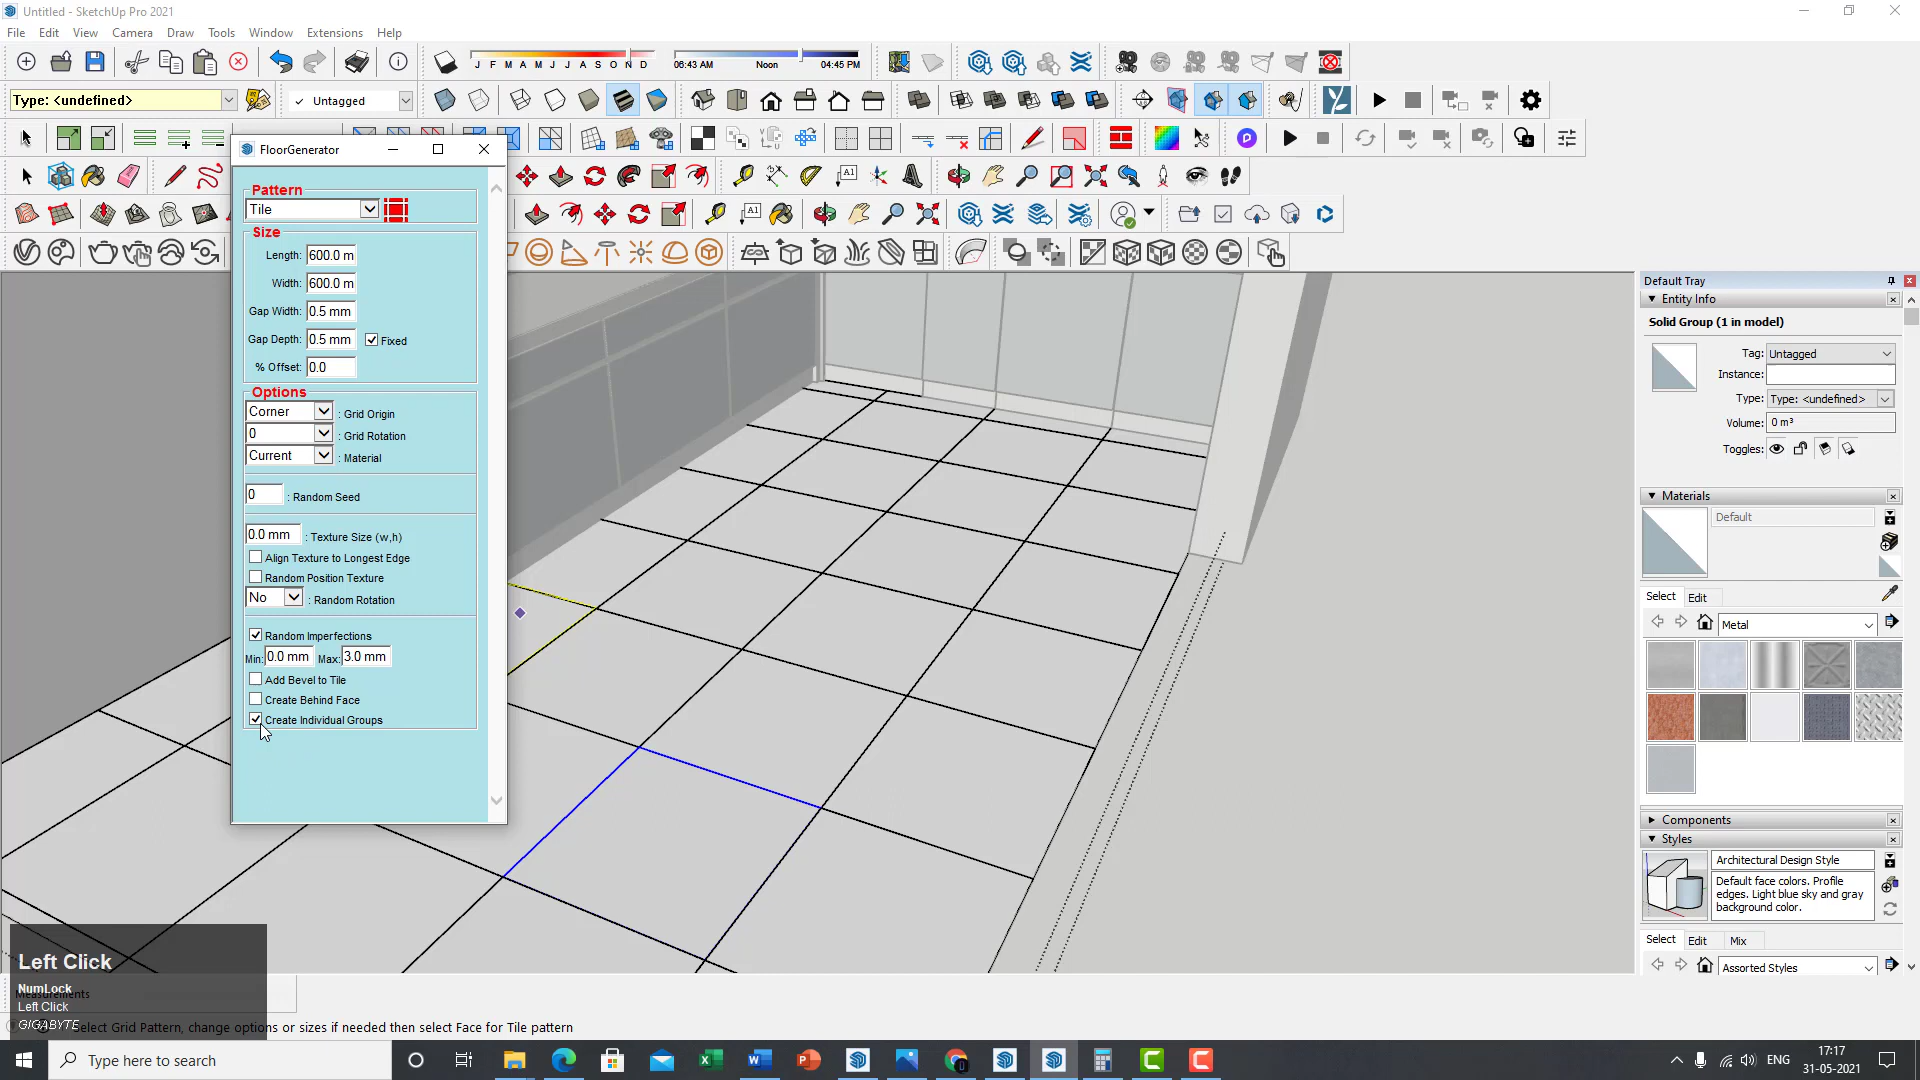 Untitled - SketchUp Pro 2021
File Edit View Camera Draw Tools Window Extensions Help
J F M A M J J A S O N D
06:43 AM Noon 04:45 PM
Type: <undefined>
Untagged
FloorGenerator
Pattern
Tile
Size
Length: 600.0 m
Width: 600.0 m
Gap Width: 0.5 mm
Gap Depth: 0.5 mm Fixed
% Offset: 0.0
Options
Corner : Grid Origin
0 : Grid Rotation
Current : Material
0 : Random Seed
0.0 mm : Texture Size (w,h)
Align Texture to Longest Edge
Random Position Texture
No : Random Rotation
Random Imperfections
Min: 0.0 mm Max: 3.0 mm
Add Bevel to Tile
Create Behind Face
Create Individual Groups
Default Tray
Entity Info
Solid Group (1 in model)
Tag: Untagged
Instance:
Type: Type: <undefined>
Volume: 0 m³
Toggles:
Materials
Default
Select Edit
Metal
Components
Styles
Architectural Design Style
Default face colors. Profile
edges. Light blue sky and gray
background color.
Select Edit Mix
Assorted Styles
Left Click
NumLock
Measurements
Left Click
GIGABYTE
Select Grid Pattern, change options or sizes if needed then select Face for Tile pattern
Type here to search
ENG
17:17
31-05-2021